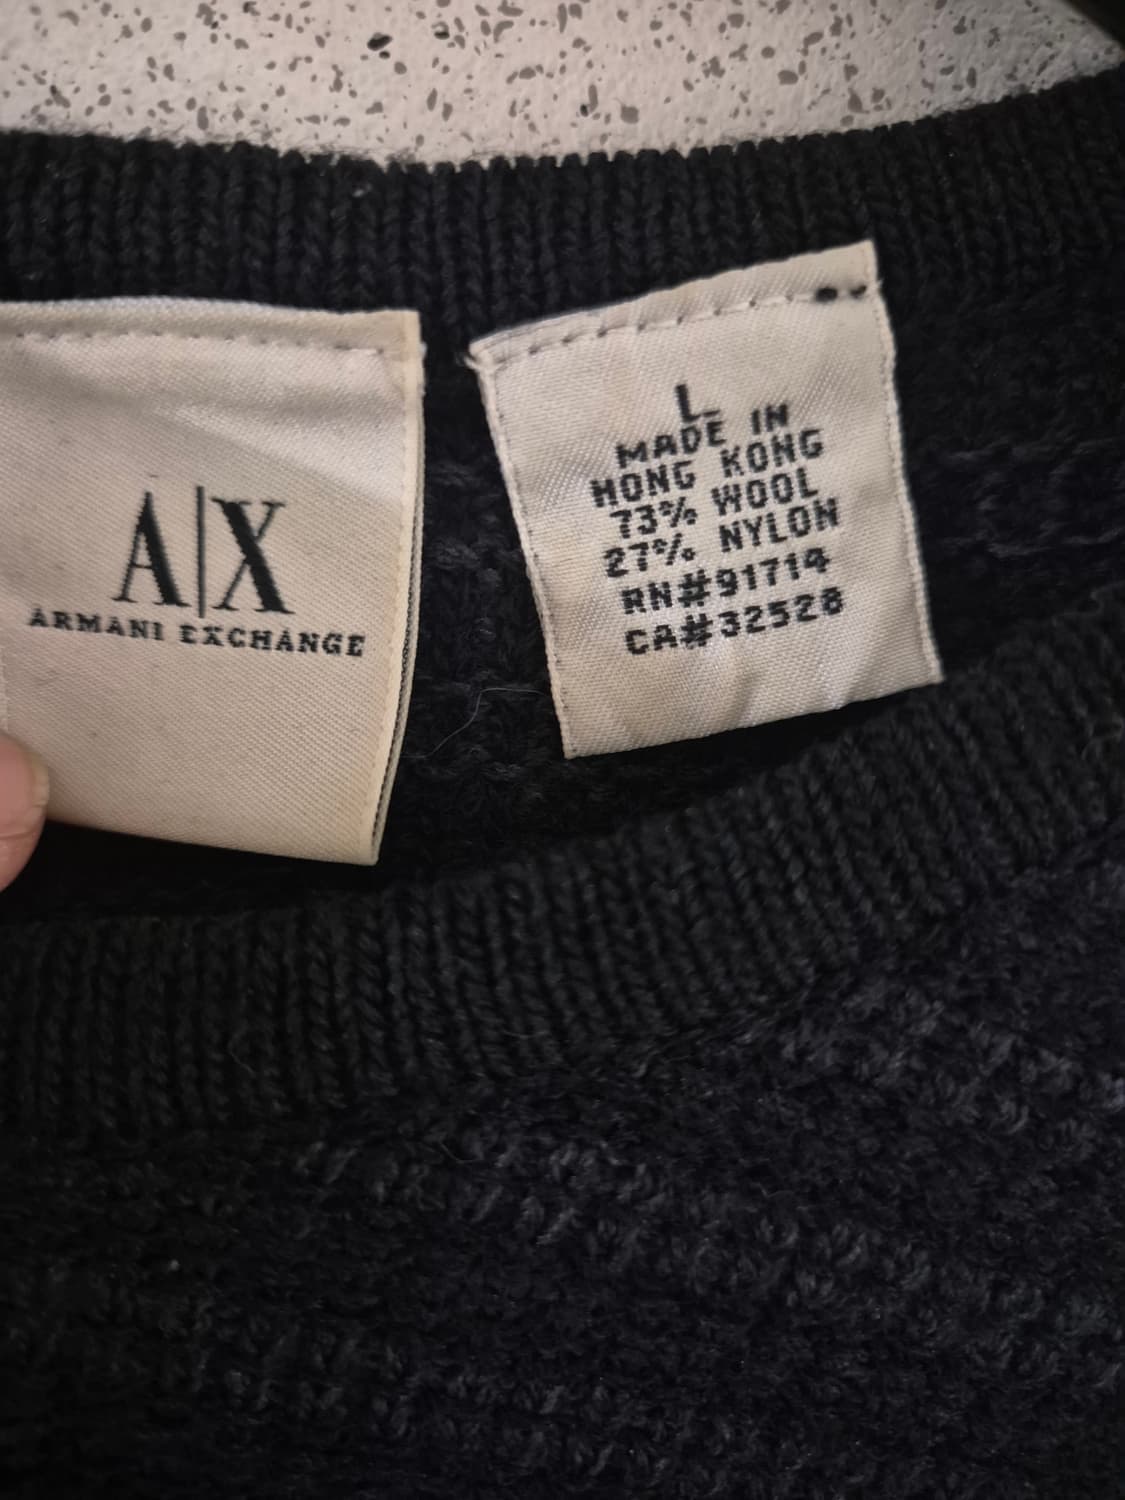 A|X
ARMANI EXCHANGE
L
MADE IN
HONG KONG
73% WOOL
27% NYLON
RN#91714
CA#32528